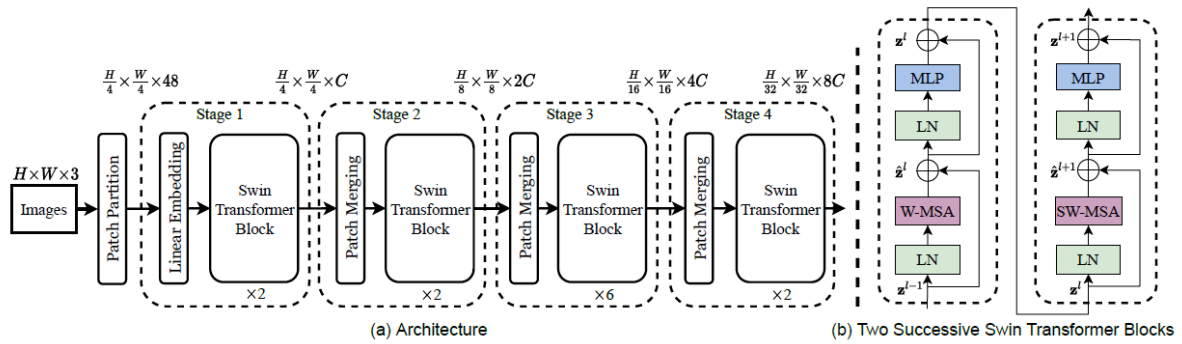 H/4 × W/4 × 48
H/4 × W/4 × C
H/8 × W/8 × 2C
H/16 × W/16 × 4C
H/32 × W/32 × 8C
Stage 1
Stage 2
Stage 3
Stage 4
H×W×3
Images
Patch Partition
Linear Embedding
Swin
Transformer
Block
×2
Patch Merging
Swin
Transformer
Block
×2
Patch Merging
Swin
Transformer
Block
×6
Patch Merging
Swin
Transformer
Block
×2
(a) Architecture
z^l
MLP
LN
ẑ^l
W-MSA
LN
z^{l-1}
z^{l+1}
MLP
LN
ẑ^{l+1}
SW-MSA
LN
z^l
(b) Two Successive Swin Transformer Blocks